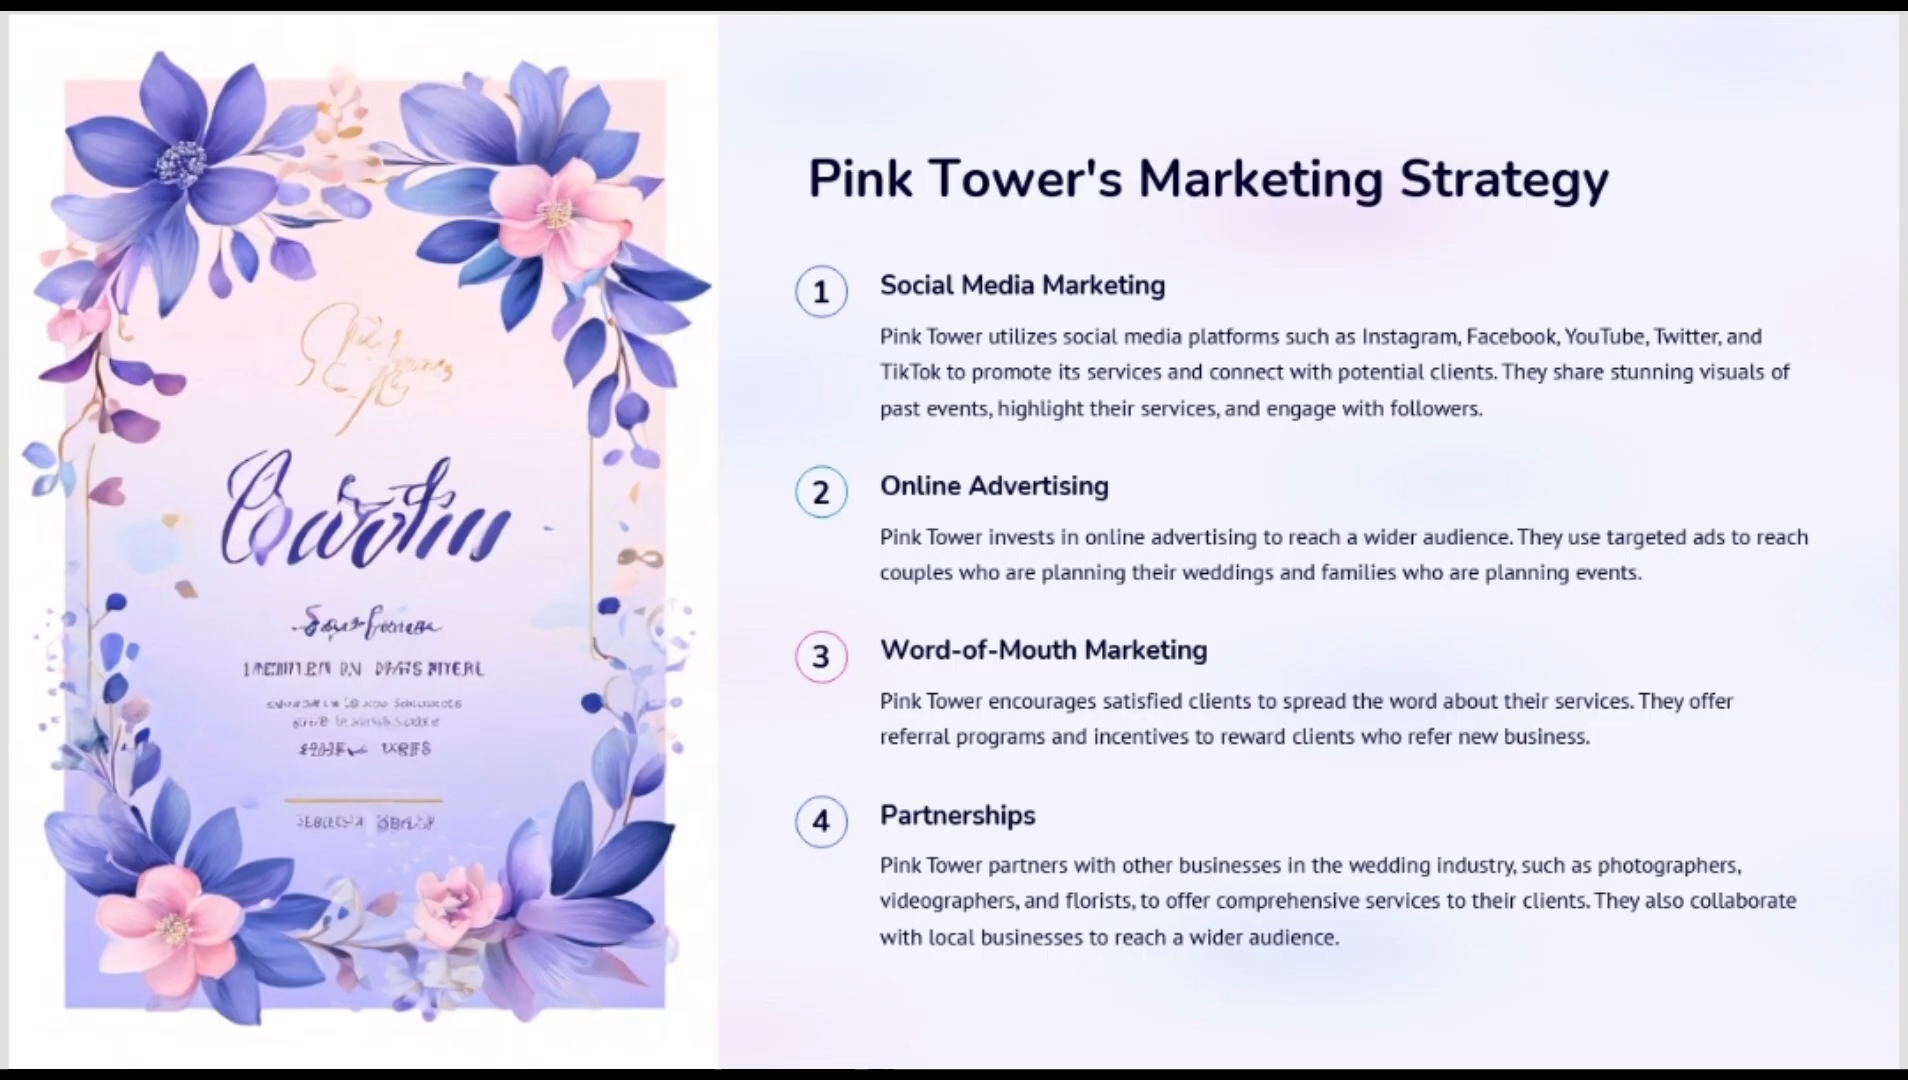 Pink Tower's Marketing Strategy
1
Social Media Marketing
Pink Tower utilizes social media platforms such as Instagram, Facebook, YouTube, Twitter, and
TikTok to promote its services and connect with potential clients. They share stunning visuals of
past events, highlight their services, and engage with followers.
2
Online Advertising
Pink Tower invests in online advertising to reach a wider audience. They use targeted ads to reach
couples who are planning their weddings and families who are planning events.
3
Word-of-Mouth Marketing
Pink Tower encourages satisfied clients to spread the word about their services. They offer
referral programs and incentives to reward clients who refer new business.
4
Partnerships
Pink Tower partners with other businesses in the wedding industry, such as photographers,
videographers, and florists, to offer comprehensive services to their clients. They also collaborate
with local businesses to reach a wider audience.